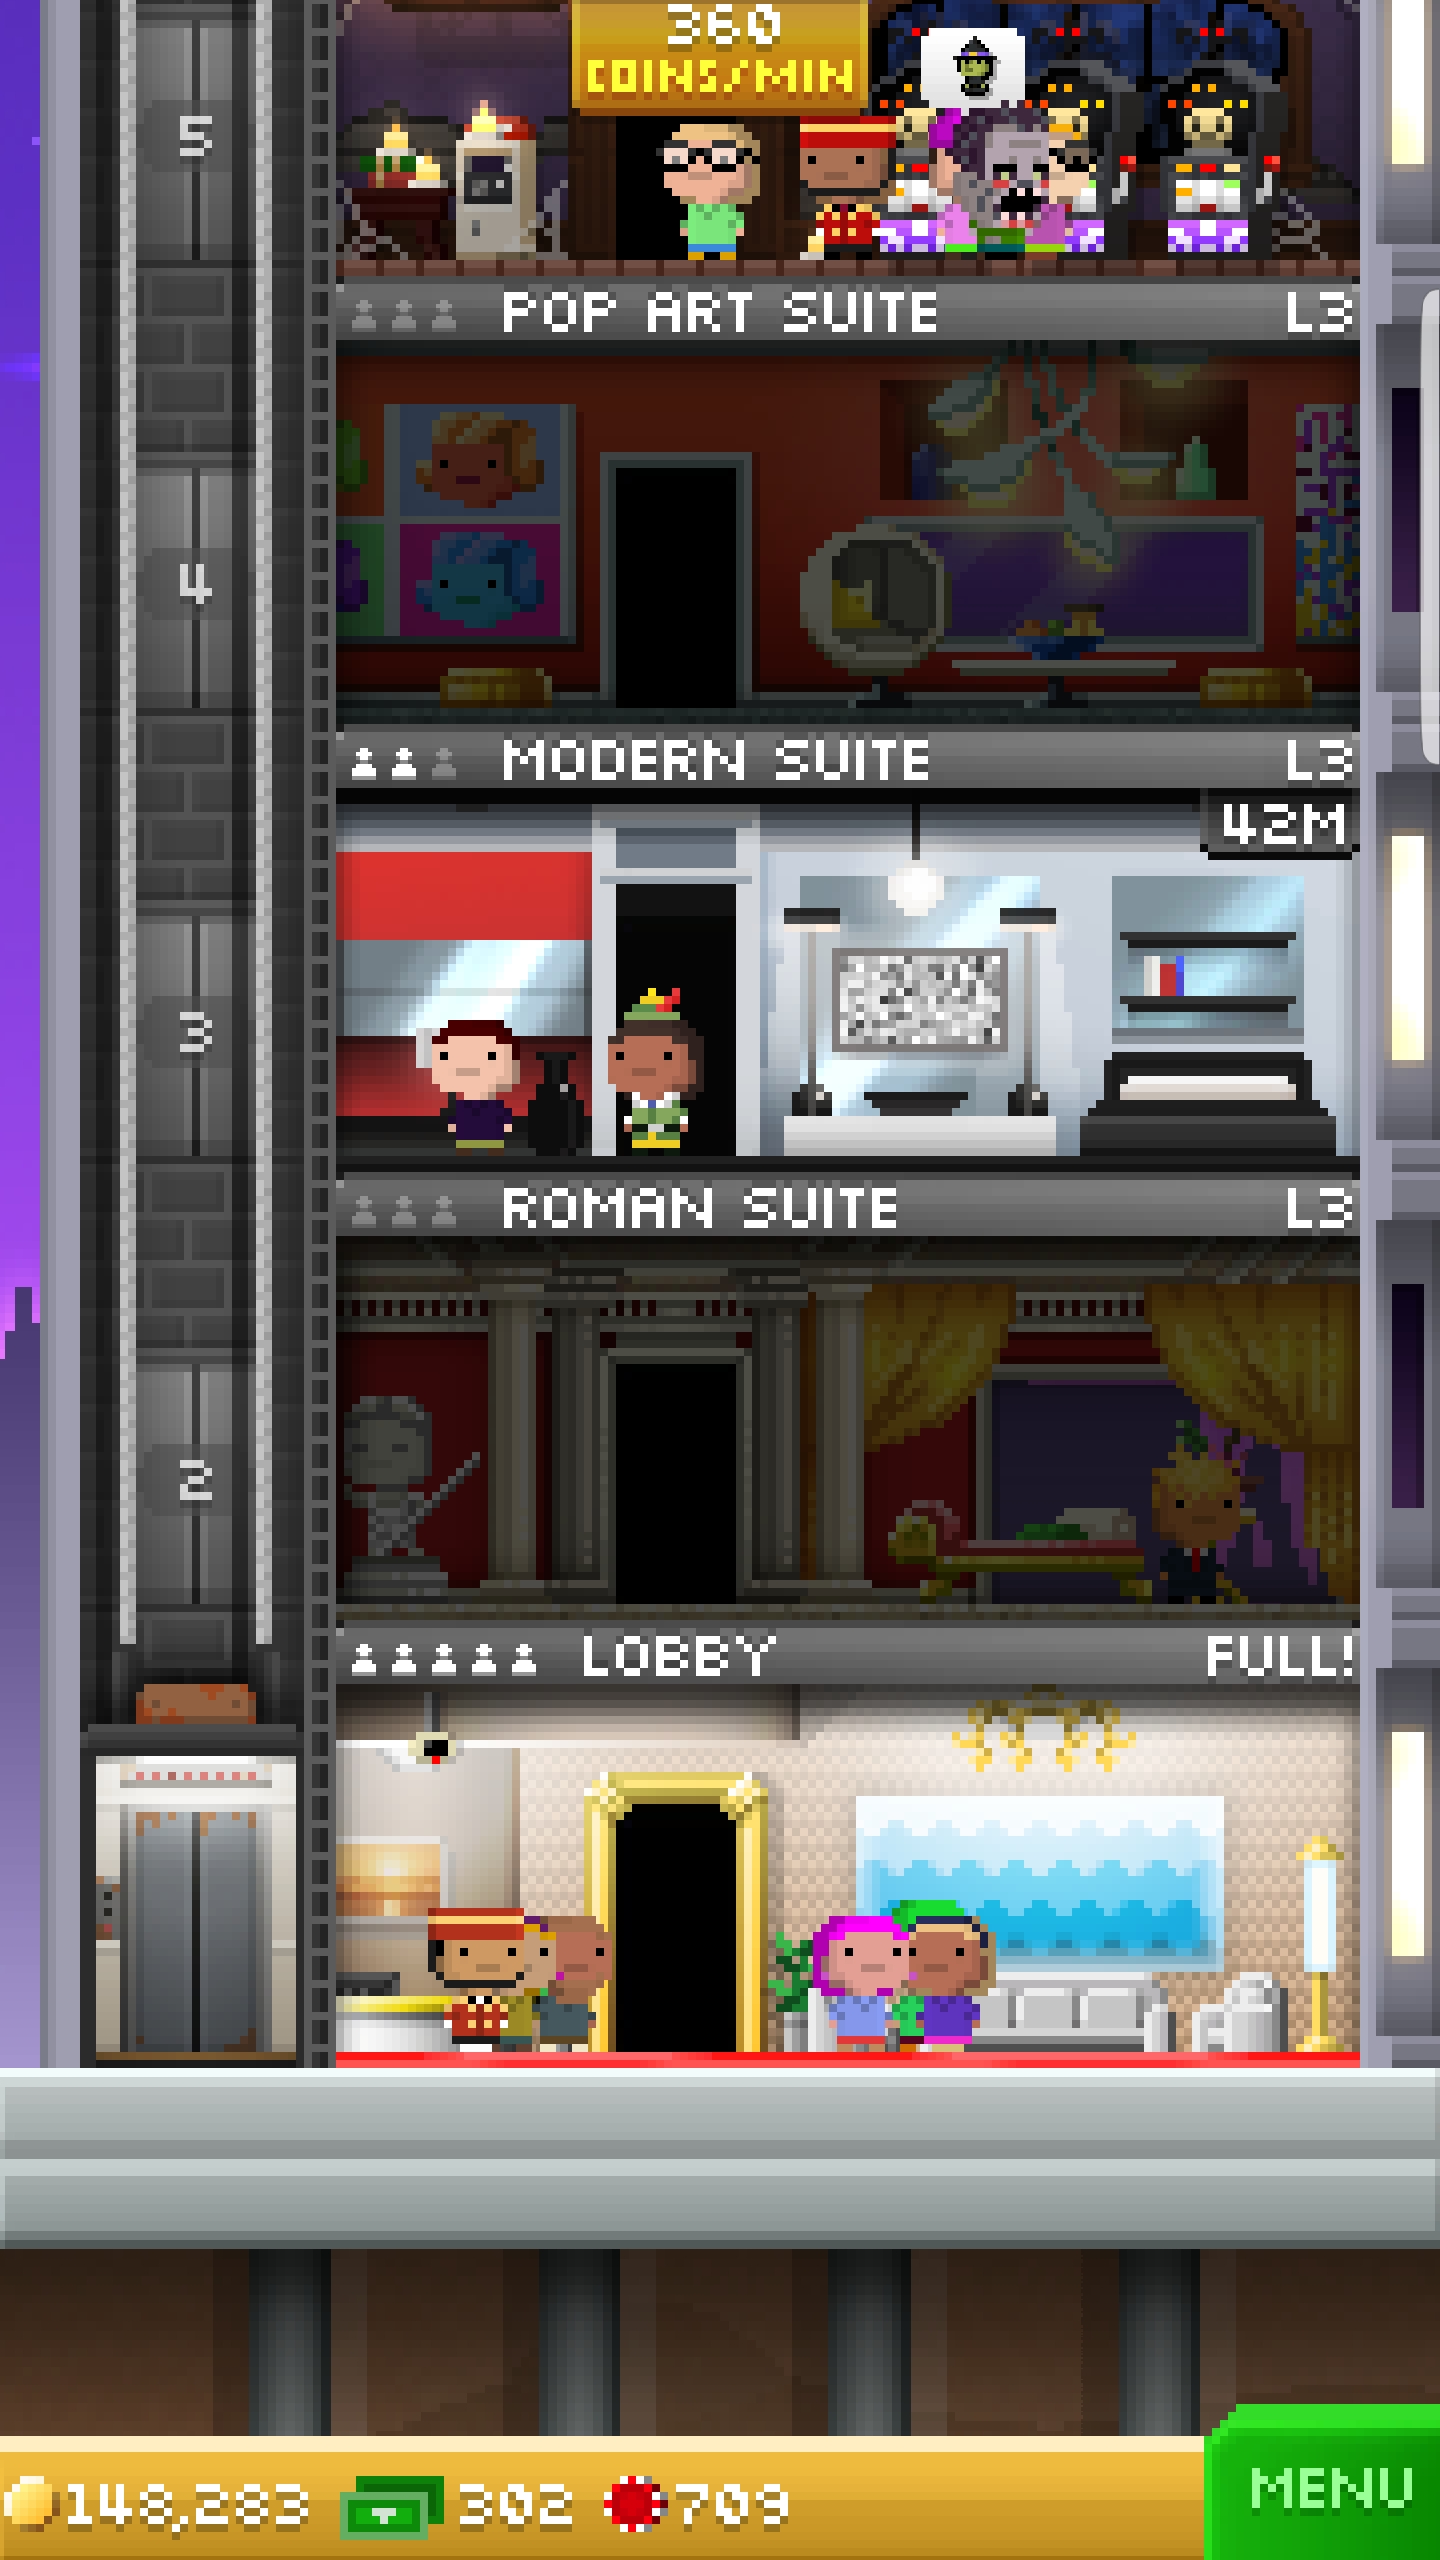 360
COINS/MIN
5
POP ART SUITE L3
4
MODERN SUITE L3
42M
3
ROMAN SUITE L3
2
LOBBY FULL!
148,283 302 709 MENU